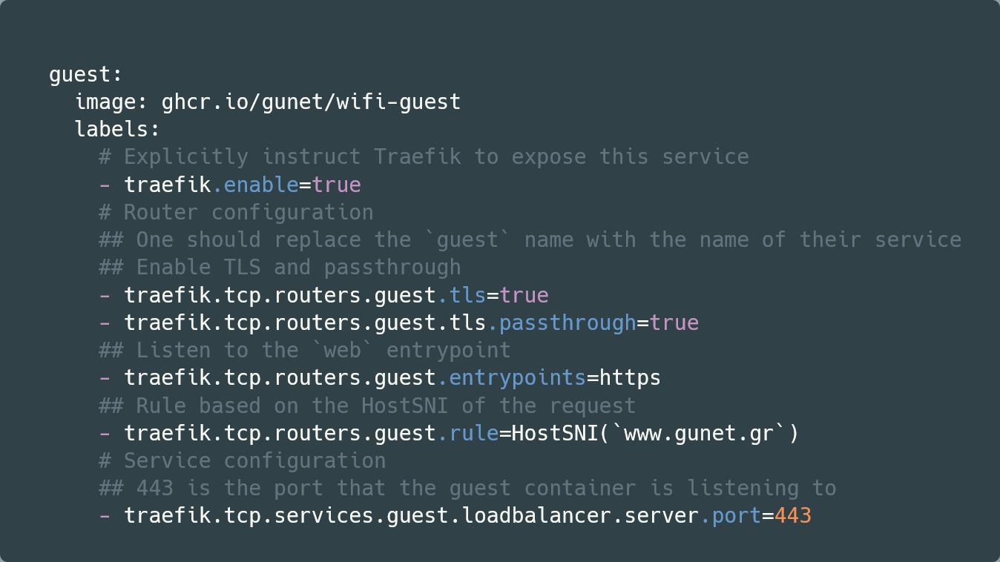 guest:
  image: ghcr.io/gunet/wifi-guest
  labels:
    # Explicitly instruct Traefik to expose this service
    - traefik.enable=true
    # Router configuration
    ## One should replace the `guest` name with the name of their service
    ## Enable TLS and passthrough
    - traefik.tcp.routers.guest.tls=true
    - traefik.tcp.routers.guest.tls.passthrough=true
    ## Listen to the `web` entrypoint
    - traefik.tcp.routers.guest.entrypoints=https
    ## Rule based on the HostSNI of the request
    - traefik.tcp.routers.guest.rule=HostSNI(`www.gunet.gr`)
    # Service configuration
    ## 443 is the port that the guest container is listening to
    - traefik.tcp.services.guest.loadbalancer.server.port=443